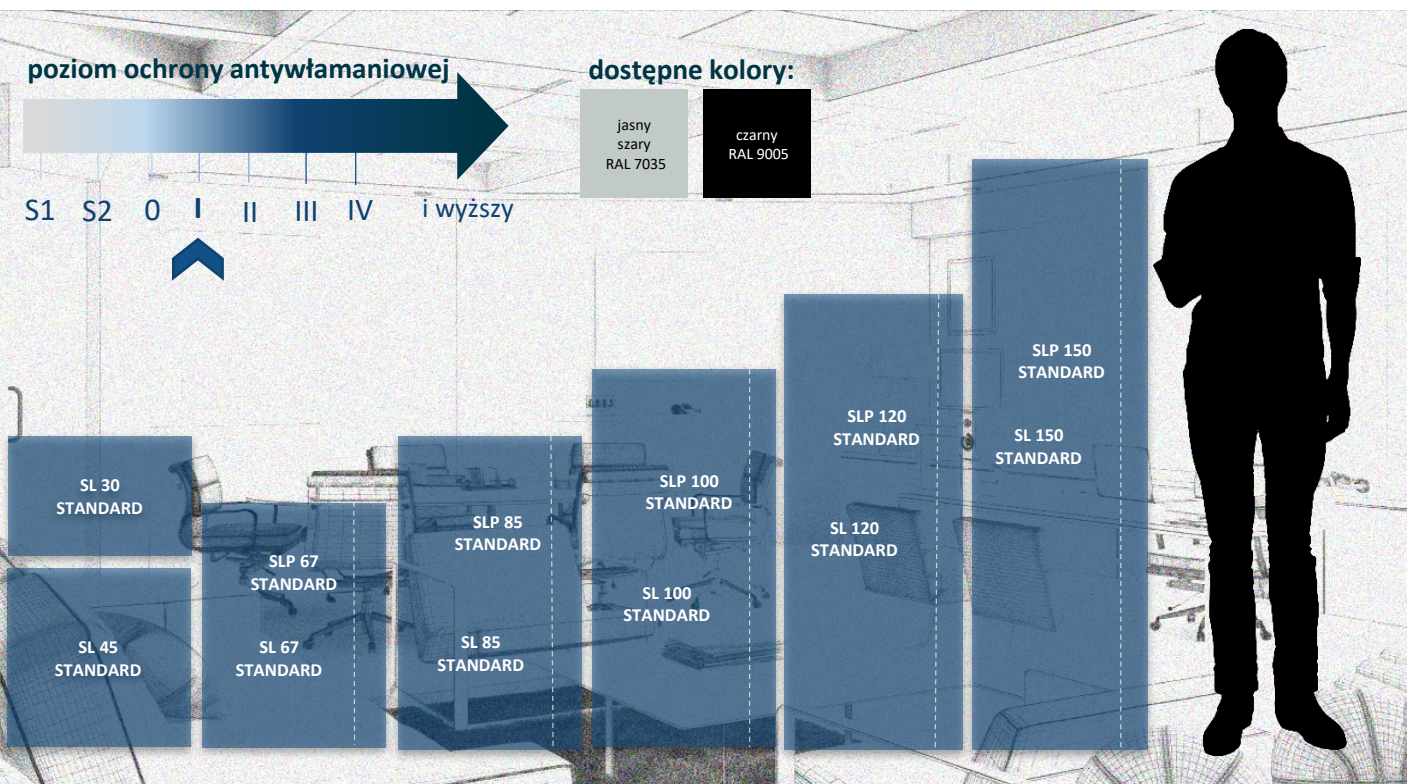 poziom ochrony antywłamaniowej
dostępne kolory:
jasny
szary
RAL 7035
czarny
RAL 9005
S1 S2 0 I II III IV i wyższy
SL 30
STANDARD
SL 45
STANDARD
SLP 67
STANDARD
SL 67
STANDARD
SLP 85
STANDARD
SL 85
STANDARD
SLP 100
STANDARD
SL 100
STANDARD
SLP 120
STANDARD
SL 120
STANDARD
SLP 150
STANDARD
SL 150
STANDARD